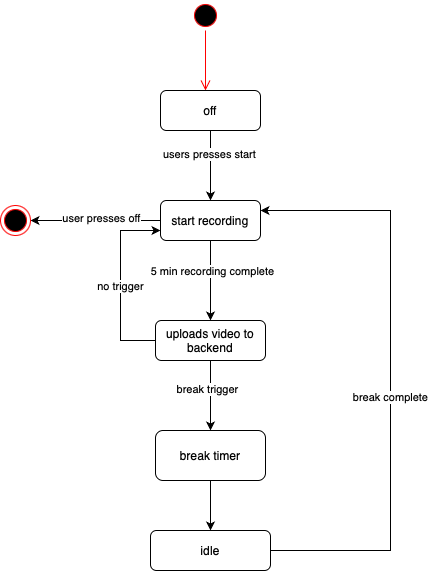 off
users presses start
user presses off
start recording
5 min recording complete
no trigger
uploads video to
backend
break trigger
break complete
break timer
idle